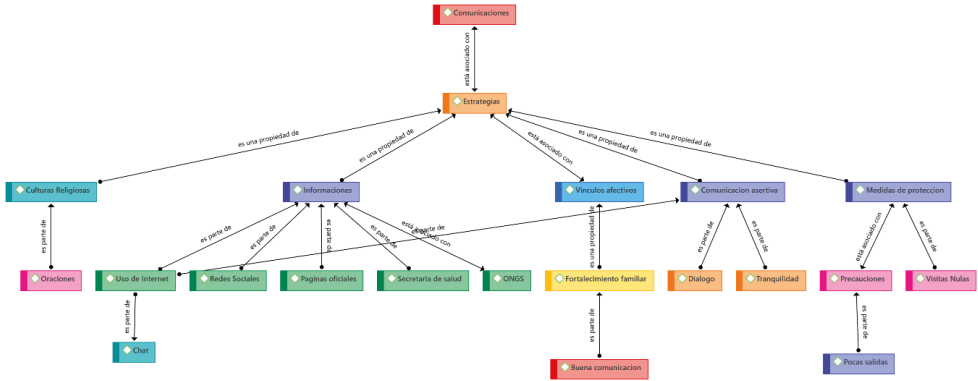 Comunicaciones
está asociado con
Estrategias
es una propiedad de
es una propiedad de
está asociado con
es una propiedad de
es una propiedad de
Culturas Religiosas
Informaciones
Vinculos afectivos
Comunicacion asertiva
Medidas de proteccion
es parte de
es parte de
es parte de
es parte de
es parte de
está asociado con
es parte de
es una propiedad de
es parte de
es parte de
está asociado con
es parte de
Oraciones
Uso de Internet
Redes Sociales
Paginas oficiales
Secretaria de salud
ONGS
Fortalecimiento familiar
Dialogo
Tranquilidad
Precauciones
Visitas Nulas
es parte de
es parte de
es parte de
Chat
Buena comunicacion
Pocas salidas